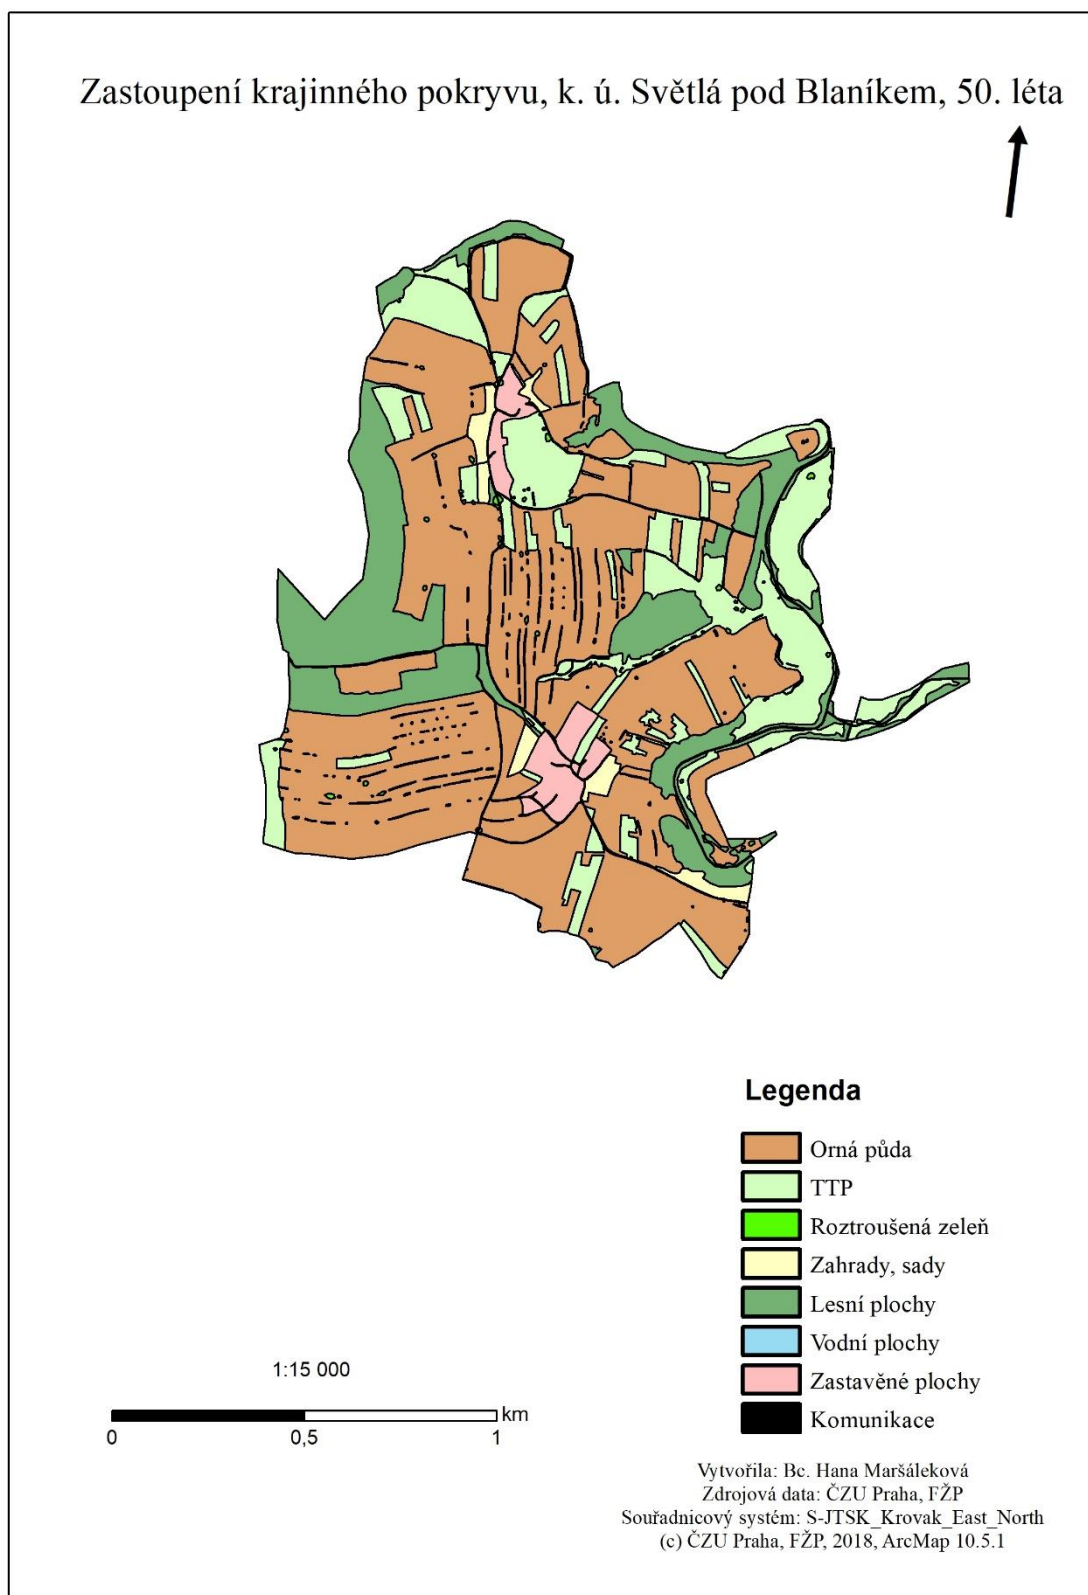 Zastoupení krajinného pokryvu, k. ú. Světlá pod Blaníkem, 50. léta
Legenda
Orná půda
TTP
Roztroušená zeleň
Zahrady, sady
Lesní plochy
Vodní plochy
Zastavěné plochy
Komunikace
1:15 000
km
0 0,5 1
Vytvořila: Bc. Hana Maršáleková
Zdrojová data: ČZU Praha, FŽP
Souřadnicový systém: S-JTSK_Krovak_East_North
(c) ČZU Praha, FŽP, 2018, ArcMap 10.5.1